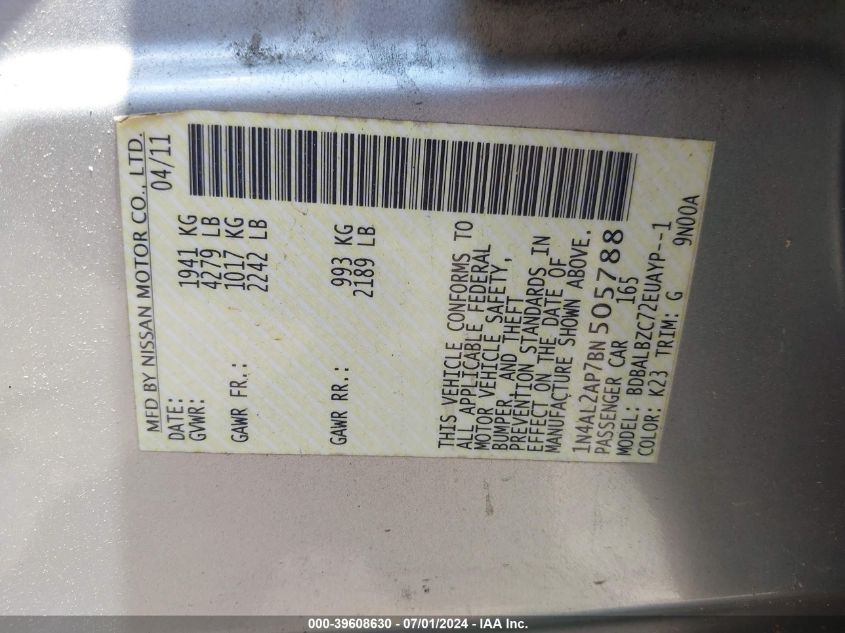 MFD BY NISSAN MOTOR CO., LTD.
DATE: 04/11
GVWR: 1941 KG
4279 LB
GAWR FR.: 1017 KG
2242 LB
GAWR RR.: 993 KG
2189 LB
THIS VEHICLE CONFORMS TO
ALL APPLICABLE FEDERAL
MOTOR VEHICLE SAFETY,
BUMPER, AND THEFT
PREVENTION STANDARDS IN
EFFECT ON THE DATE OF
MANUFACTURE SHOWN ABOVE.
1N4AL2AP7BN505788
PASSENGER CAR 165
MODEL: BDBALBZC72EUAYP--1
COLOR: K23 TRIM: G 9N00A
000-39608630 - 07/01/2024 - IAA Inc.